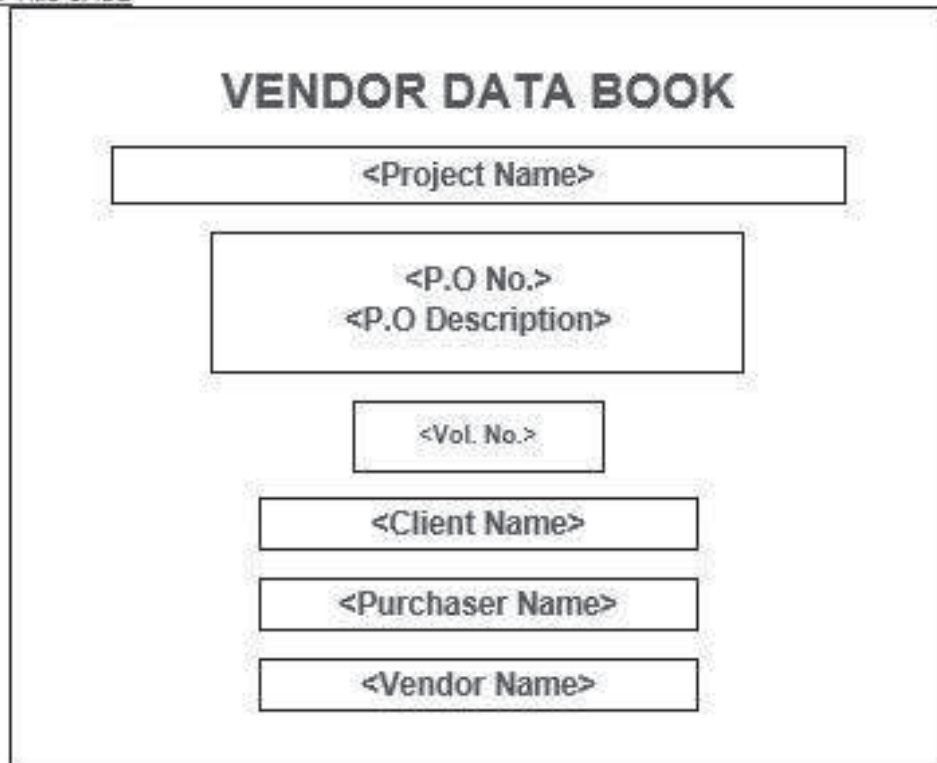 VENDOR DATA BOOK
<Project Name>
<P.O No.>
<P.O Description>
<Vol. No.>
<Client Name>
<Purchaser Name>
<Vendor Name>